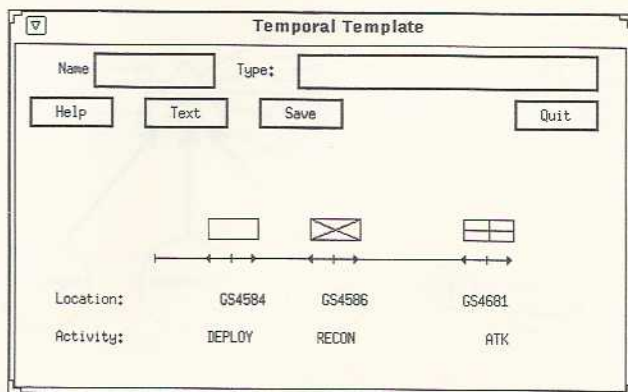 Temporal Template
Name Type:
Help Text Save Quit
Location: GS4584 GS4586 GS4681
Activity: DEPLOY RECON ATK